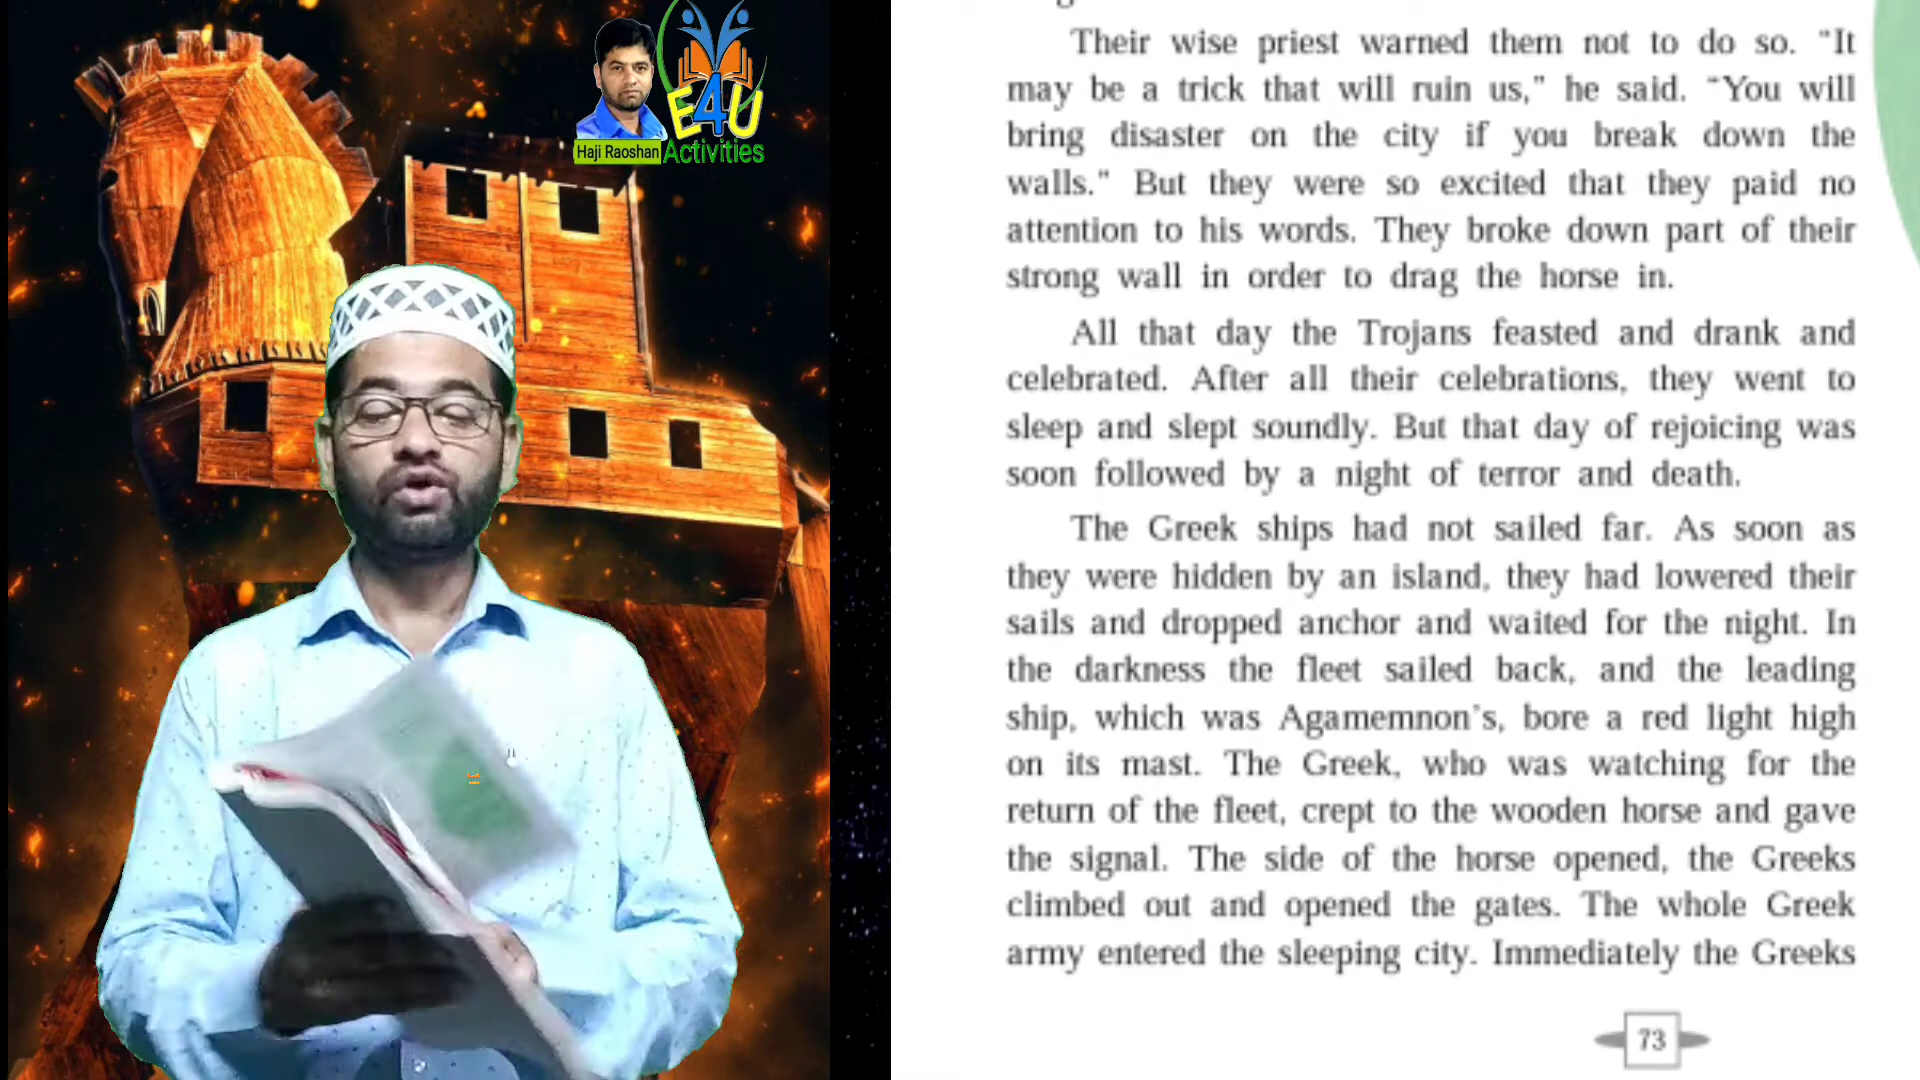 E4U
Haji Raoshan Activities
Their wise priest warned them not to do so. "It
may be a trick that will ruin us," he said. "You will
bring disaster on the city if you break down the
walls." But they were so excited that they paid no
attention to his words. They broke down part of their
strong wall in order to drag the horse in.
All that day the Trojans feasted and drank and
celebrated. After all their celebrations, they went to
sleep and slept soundly. But that day of rejoicing was
soon followed by a night of terror and death.
The Greek ships had not sailed far. As soon as
they were hidden by an island, they had lowered their
sails and dropped anchor and waited for the night. In
the darkness the fleet sailed back, and the leading
ship, which was Agamemnon's, bore a red light high
on its mast. The Greek, who was watching for the
return of the fleet, crept to the wooden horse and gave
the signal. The side of the horse opened, the Greeks
climbed out and opened the gates. The whole Greek
army entered the sleeping city. Immediately the Greeks
73